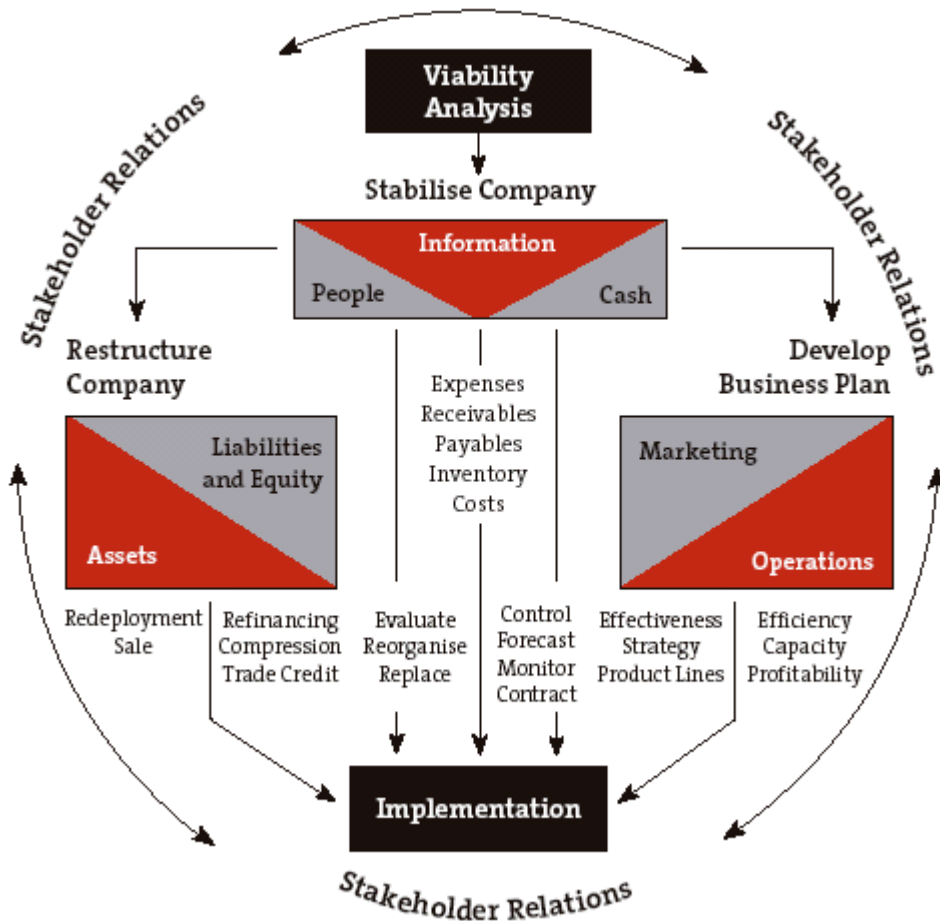 Viability
Analysis
Stakeholder Relations
Stakeholder Relations
Stabilise Company
Information
People
Cash
Restructure
Company
Develop
Business Plan
Expenses
Receivables
Payables
Inventory
Costs
Liabilities
and Equity
Assets
Marketing
Operations
Redeployment
Sale
Refinancing
Compression
Trade Credit
Evaluate
Reorganise
Replace
Control
Forecast
Monitor
Contract
Effectiveness
Strategy
Product Lines
Efficiency
Capacity
Profitability
Implementation
Stakeholder Relations